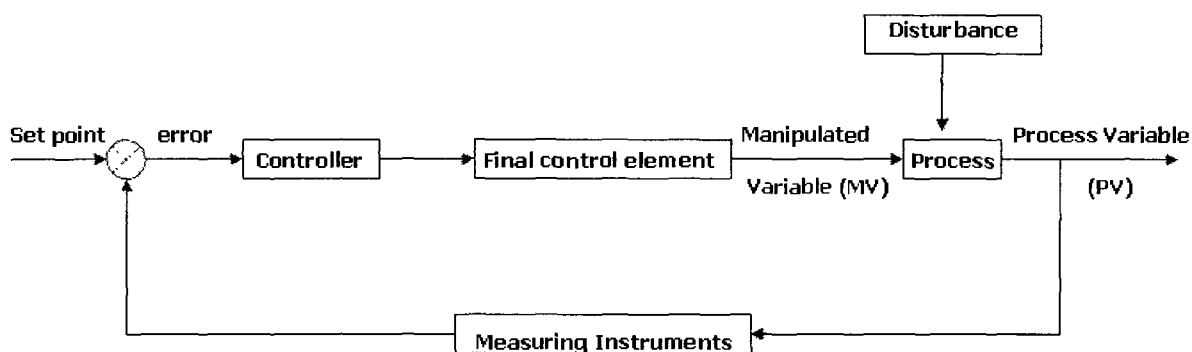 Disturbance
Set point
error
Controller
Final control element
Manipulated
Variable (MV)
Process
Process Variable
(PV)
Measuring Instruments